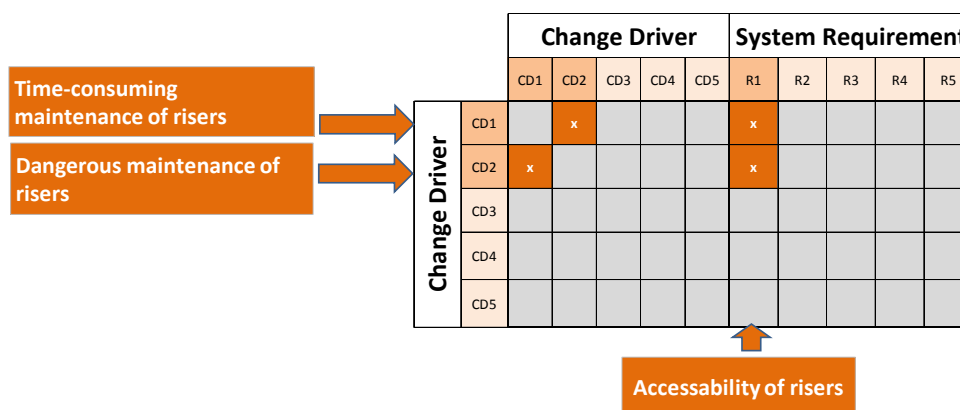 Change Driver System Requirement
CD1 CD2 CD3 CD4 CD5 R1 R2 R3 R4 R5
Time-consuming
maintenance of risers
Dangerous maintenance of
risers
Change Driver
CD1 x x
CD2 x x
CD3
CD4
CD5
Accessability of risers